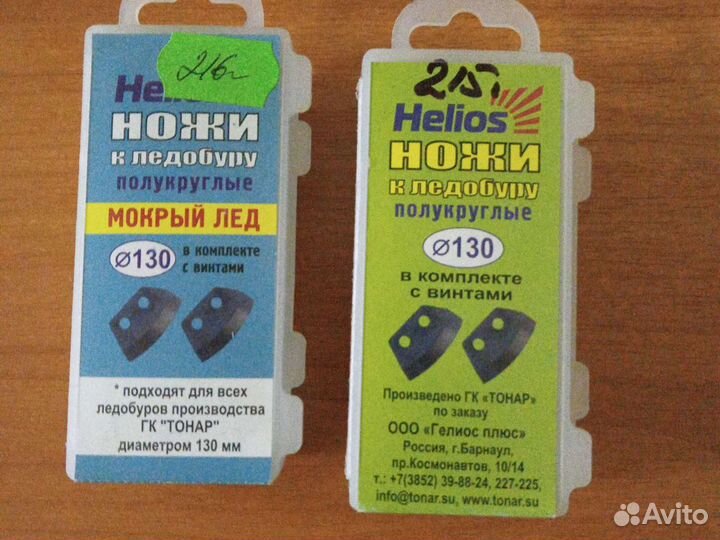 216
Helios
НОЖИ
к ледобуру
полукруглые
МОКРЫЙ ЛЕД
⌀130
в комплекте
с винтами
* подходят для всех
ледобуров производства
ГК "ТОНАР"
диаметром 130 мм
215
Helios
НОЖИ
к ледобуру
полукруглые
⌀130
в комплекте
с винтами
Произведено ГК «ТОНАР»
по заказу
ООО «Гелиос плюс»
Россия, г.Барнаул,
пр.Космонавтов, 10/14
т.: +7(3852) 39-88-24, 227-225,
info@tonar.su, www.tonar.su
Avito